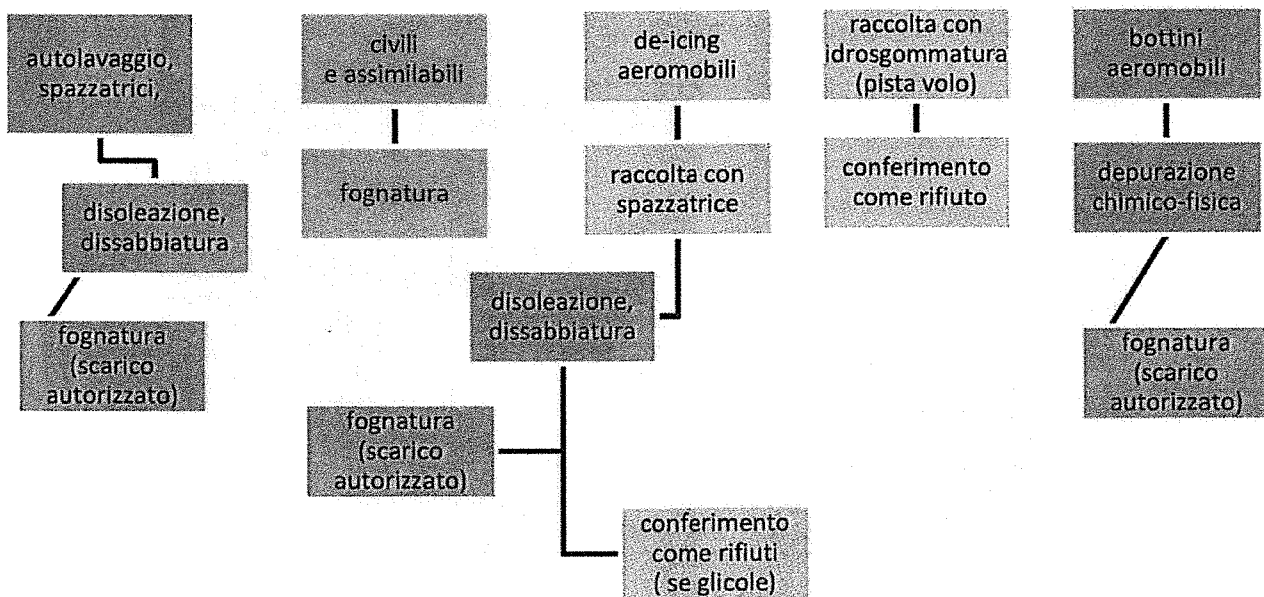 autolavaggio,
spazzatrici,
disoleazione,
dissabbiatura
fognatura
(scarico
autorizzato)
civili
e assimilabili
fognatura
de-icing
aeromobili
raccolta con
spazzatrice
disoleazione,
dissabbiatura
fognatura
(scarico
autorizzato)
conferimento
come rifiuti
( se glicole)
raccolta con
idrosgommatura
(pista volo)
conferimento
come rifiuto
bottini
aeromobili
depurazione
chimico-fisica
fognatura
(scarico
autorizzato)